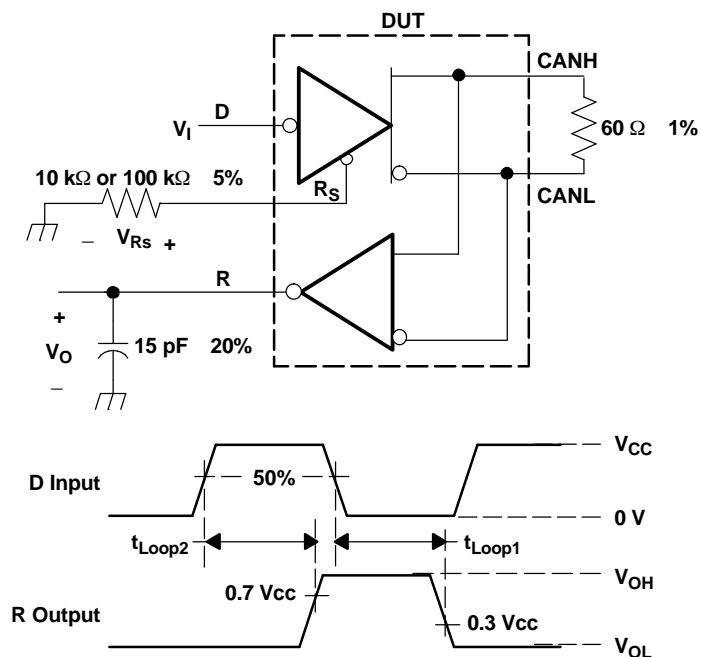 DUT
CANH
D
V_I
60 Ω 1%
10 kΩ or 100 kΩ 5%
R_S
CANL
– V_Rs +
R
+
V_O
15 pF 20%
–
V_CC
D Input
50%
0 V
t_Loop2
t_Loop1
V_OH
0.7 Vcc
R Output
0.3 Vcc
V_OL